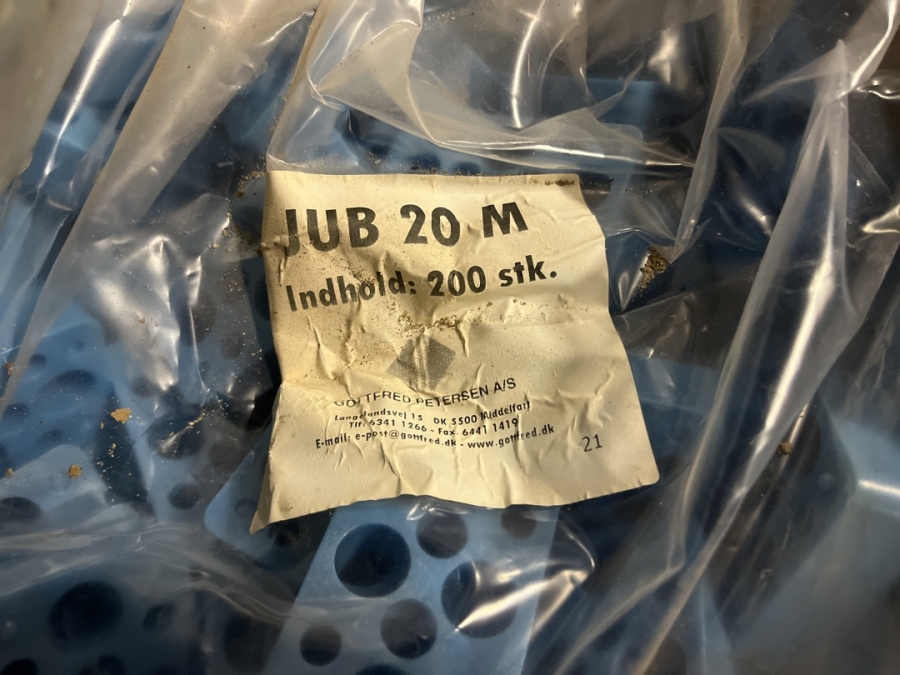 JUB 20 M
Indhold: 200 stk.
GOTTFRED PETERSEN A/S
Langelandsvej 15 DK 5500 Middelfart
Tlf. 6341 1266 - Fax 6441 1419
E-mail: e-post@gottfred.dk - www.gottfred.dk
21